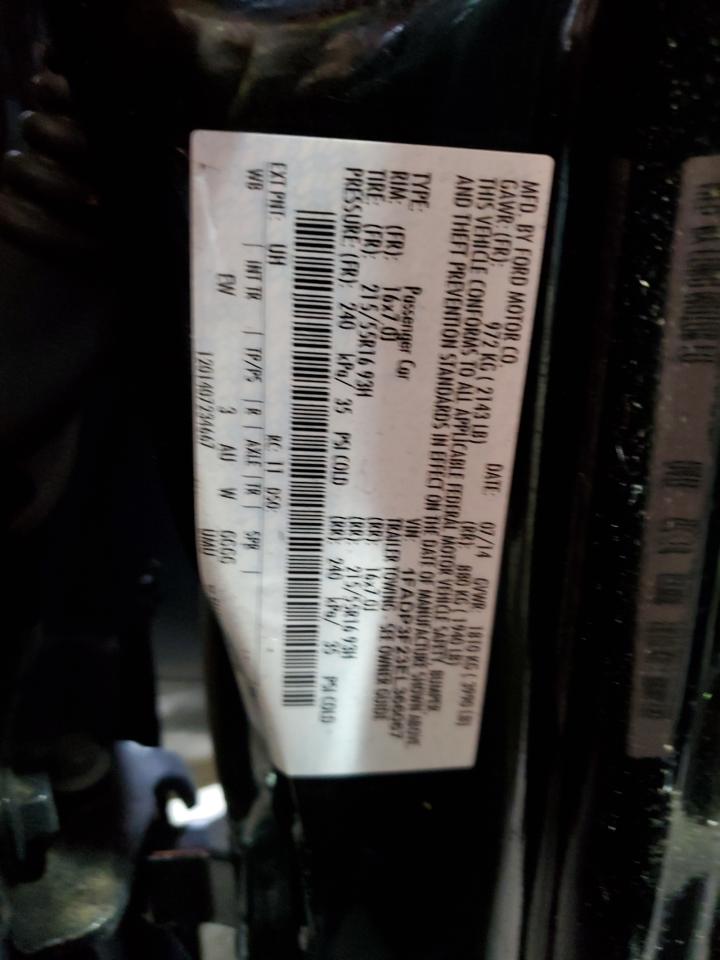 MFD. BY FORD MOTOR CO.
DATE: 07/14 GVWR: 1810 KG ( 3990 LB)
GAWR: (FR): 972 KG ( 2143 LB) (RR): 880 KG ( 1940 LB)
THIS VEHICLE CONFORMS TO ALL APPLICABLE FEDERAL MOTOR VEHICLE SAFETY, BUMPER,
AND THEFT PREVENTION STANDARDS IN EFFECT ON THE DATE OF MANUFACTURE SHOWN ABOVE.
VIN:
TYPE: Passenger Car TRAILER TOWING - SEE OWNER GUIDE
RIM: (FR): 16x7.0J (RR): 16x7.0J
TIRE: (FR): 215/55R16 93H (RR): 215/55R16 93H
PRESSURE: (FR): 240 kPa/ 35 PSI COLD (RR): 240 kPa/ 35 PSI COLD
EXT PNT: UH RC: 11 DSO:
WB INT TR TP/PS R AXLE TR SPR
EW 3 AU W GGGG